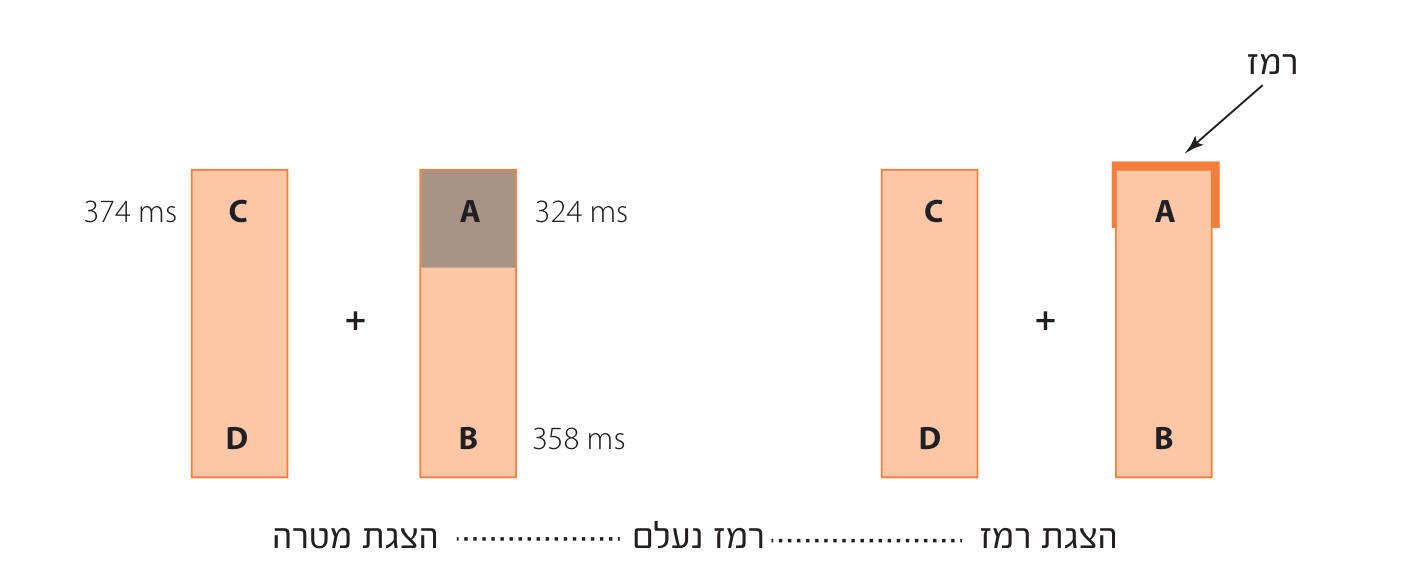 רמז
374 ms C A 324 ms C A
+ +
D B 358 ms D B
הצגת רמז ........................ רמז נעלם ..................... הצגת מטרה